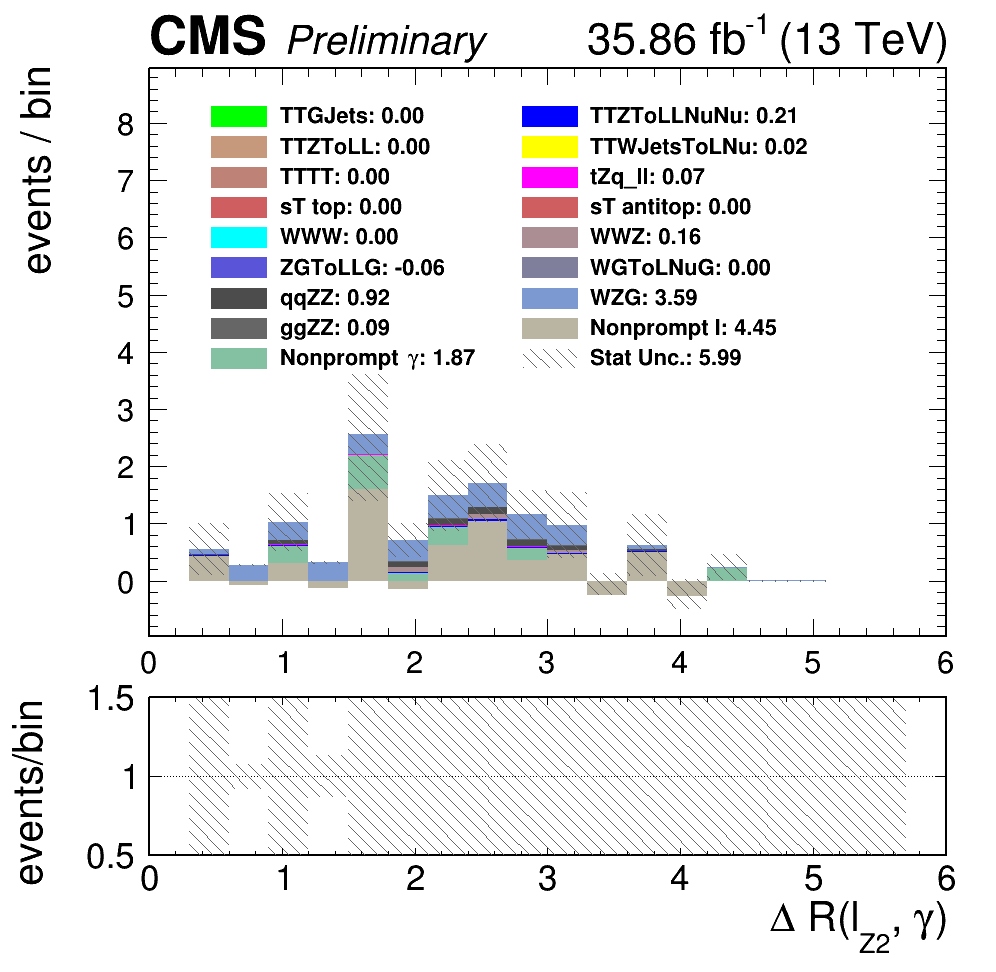 CMS Preliminary 35.86 fb-1 (13 TeV)
events / bin
TTGJets: 0.00 TTZToLLNuNu: 0.21
TTZToLL: 0.00 TTWJetsToLNu: 0.02
TTTT: 0.00 tZq_ll: 0.07
sT top: 0.00 sT antitop: 0.00
WWW: 0.00 WWZ: 0.16
ZGToLLG: -0.06 WGToLNuG: 0.00
qqZZ: 0.92 WZG: 3.59
ggZZ: 0.09 Nonprompt l: 4.45
Nonprompt γ: 1.87 Stat Unc.: 5.99
8
7
6
5
4
3
2
1
0
0 1 2 3 4 5 6
events/bin
1.5
1
0.5
0 1 2 3 4 5 6
Δ R(lZ2, γ)